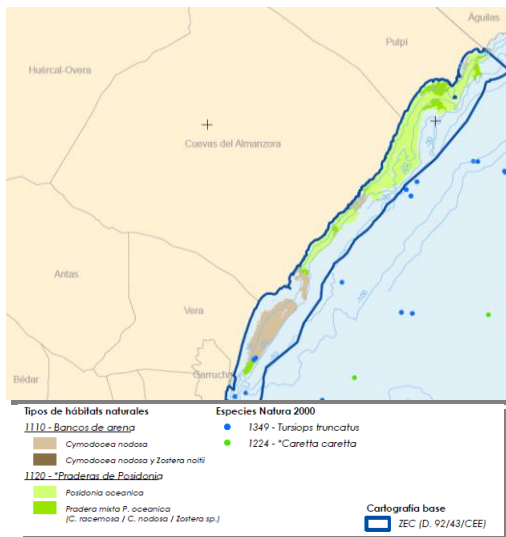 Águilas
Pulpí
Huércal-Overa
Cuevas del Almanzora
-100
Antas
Vera
Garrucha
Bédar
Tipos de hábitats naturales
1110 - Bancos de arena
Cymodocea nodosa
Cymodocea nodosa y Zostera noltii
1120 - *Praderas de Posidonia
Posidonia oceanica
Pradera mixta P. oceanica
(C. racemosa / C. nodosa / Zostera sp.)
Especies Natura 2000
1349 - Tursiops truncatus
1224 - *Caretta caretta
Cartografía base
ZEC (D. 92/43/CEE)